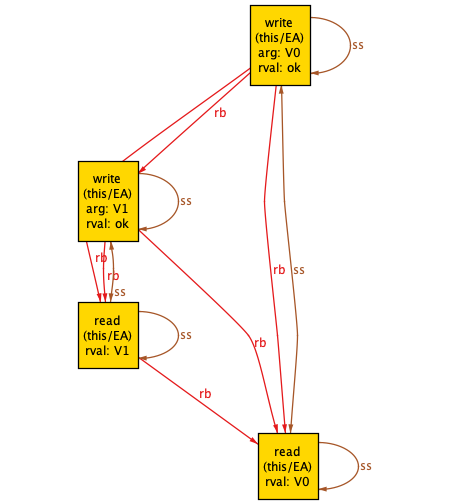 write
(this/EA)
arg: V0
rval: ok
ss
rb
write
(this/EA)
arg: V1
rval: ok
ss
rb
rb
ss
rb
ss
read
(this/EA)
rval: V1
ss
rb
rb
read
(this/EA)
rval: V0
ss